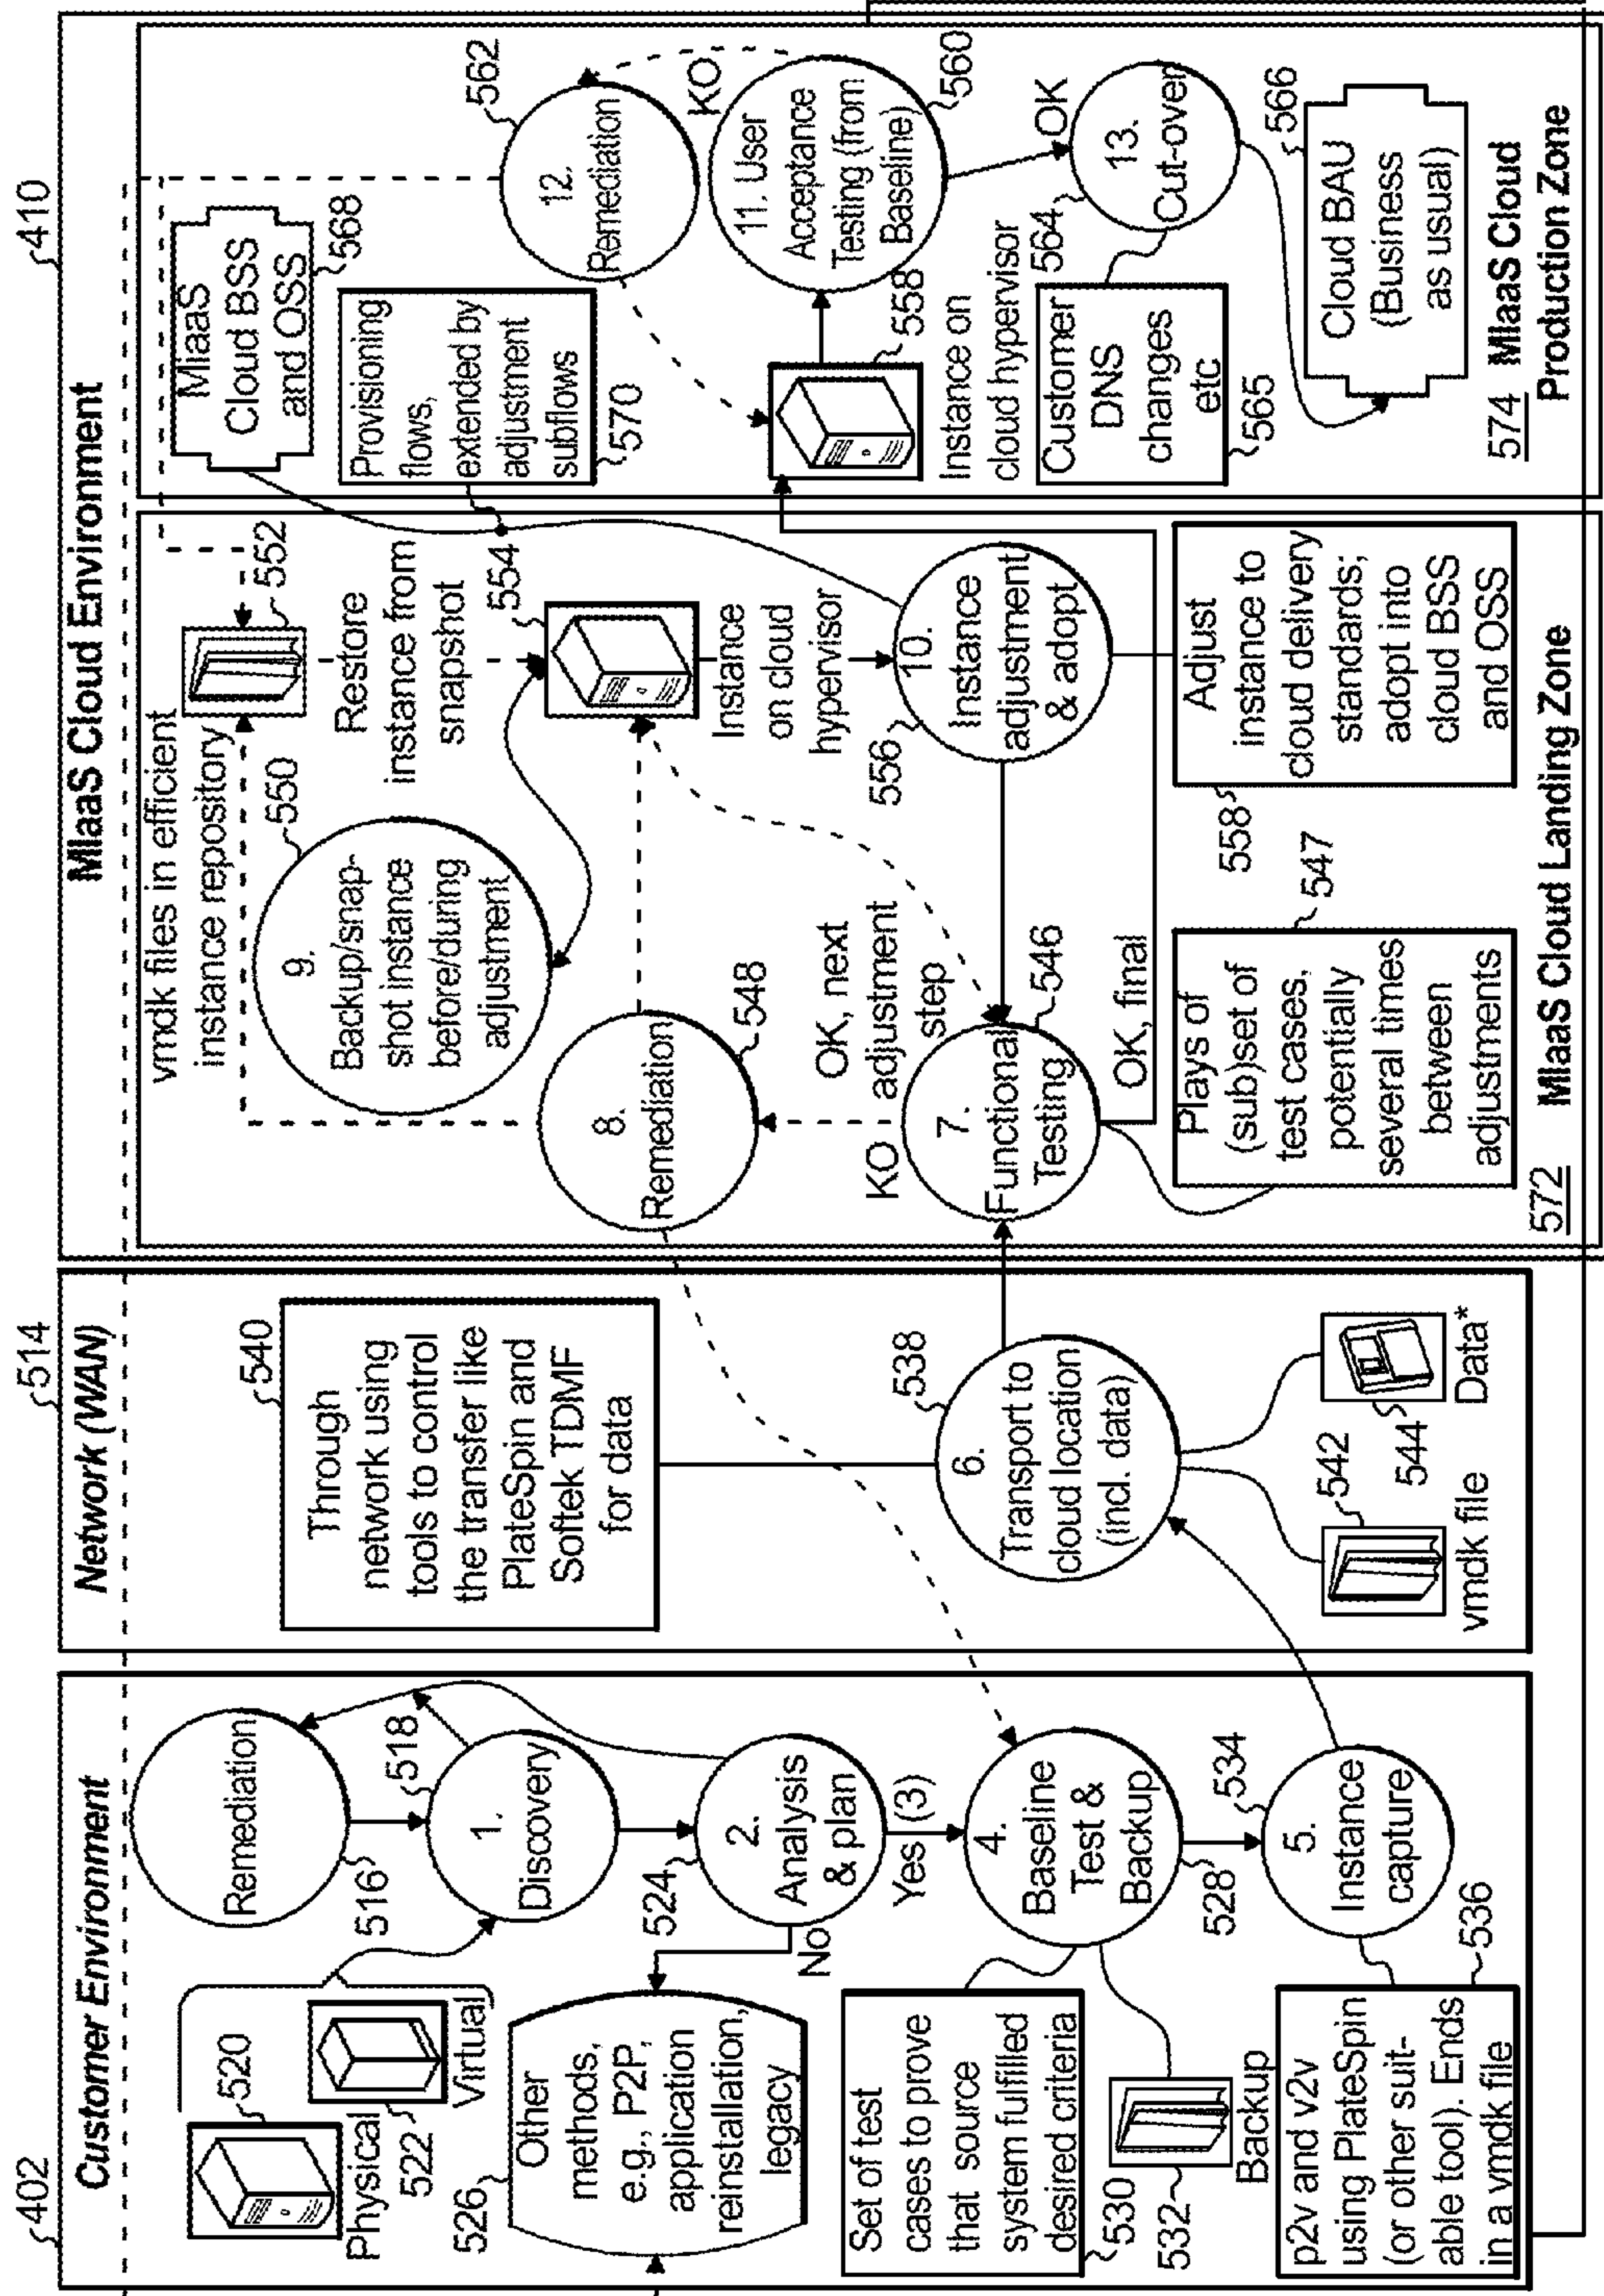 402
Customer Environment
520
Physical
522
Virtual
Remediation
516
518
1.
Discovery
526
Other
methods,
e.g., P2P,
application
reinstallation,
legacy
524
2.
Analysis
& plan
No
Yes (3)
Set of test
cases to prove
that source
system fulfilled
desired criteria
530
532
Backup
4.
Baseline
Test &
Backup
528
534
5.
Instance
capture
536
p2v and v2v
using PlateSpin
(or other suit-
able tool). Ends
in a vmdk file
514
Network (WAN)
540
Through
network using
tools to control
the transfer like
PlateSpin and
Softek TDMF
for data
538
6.
Transport to
cloud location
(incl. data)
542
vmdk file
544
Data*
410
MIaaS Cloud Environment
vmdk files in efficient
instance repository
552
550
9.
Backup/snap-
shot instance
before/during
adjustment
Restore
instance from
snapshot
554
8.
Remediation
548
Instance
on cloud
hypervisor
OK, next
adjustment
step
KO
7.
Functional
Testing
546
OK, final
556
10.
Instance
adjustment
& adopt
547
Plays of
(sub)set of
test cases,
potentially
several times
between
adjustments
558
Adjust
instance to
cloud delivery
standards;
adopt into
cloud BSS
and OSS
572 MIaaS Cloud Landing Zone
MIaaS
Cloud BSS
and OSS
568
Provisioning
flows,
extended by
adjustment
subflows
570
562
12.
Remediation
KO
11. User
Acceptance
Testing (from
Baseline)
560
558
Instance on
cloud hypervisor
564
OK
13.
Cut-over
Customer
DNS
changes
etc
565
566
Cloud BAU
(Business
as usual)
574 MIaaS Cloud
Production Zone